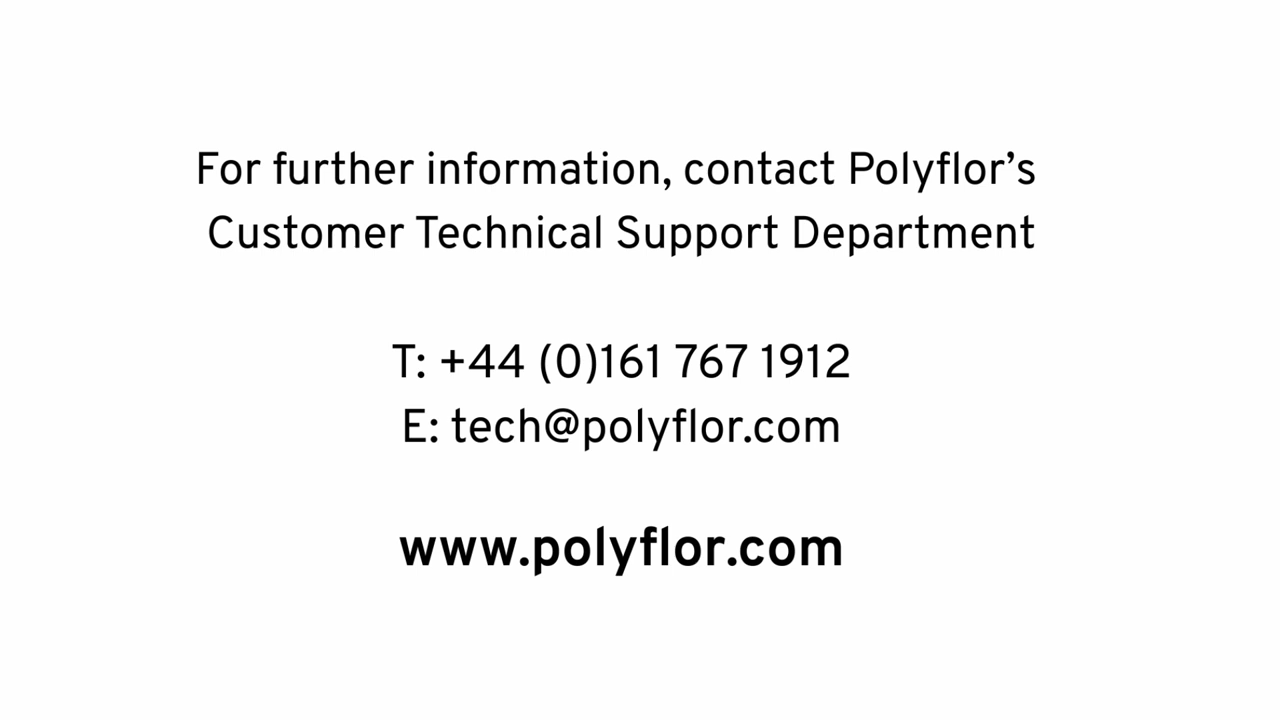 For further information, contact Polyflor’s
Customer Technical Support Department
T: +44 (0)161 767 1912
E: tech@polyflor.com
www.polyflor.com